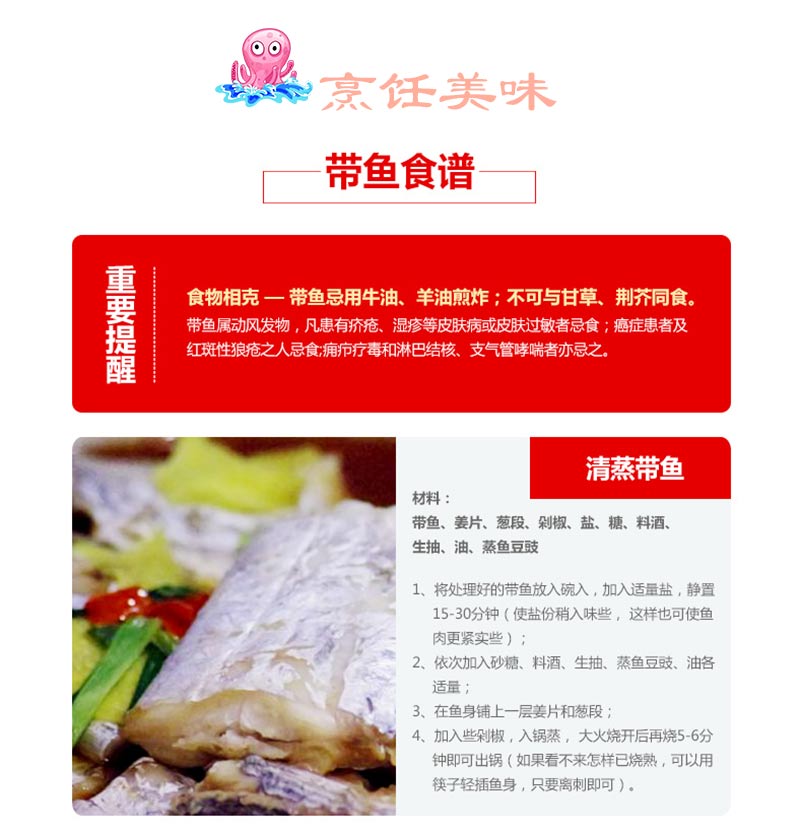 烹饪美味
带鱼食谱
重要提醒
食物相克 — 带鱼忌用牛油、羊油煎炸；不可与甘草、荆芥同食。
带鱼属动风发物，凡患有疥疮、湿疹等皮肤病或皮肤过敏者忌食；癌症患者及
红斑性狼疮之人忌食;痈疖疔毒和淋巴结核、支气管哮喘者亦忌之。
清蒸带鱼
材料：
带鱼、姜片、葱段、剁椒、盐、糖、料酒、
生抽、油、蒸鱼豆豉
1、将处理好的带鱼放入碗入，加入适量盐，静置
15-30分钟（使盐份稍入味些， 这样也可使鱼
肉更紧实些）；
2、依次加入砂糖、料酒、生抽、蒸鱼豆豉、油各
适量；
3、在鱼身铺上一层姜片和葱段；
4、加入些剁椒，入锅蒸， 大火烧开后再烧5-6分
钟即可出锅（如果看不来怎样已烧熟，可以用
筷子轻插鱼身，只要离刺即可）。